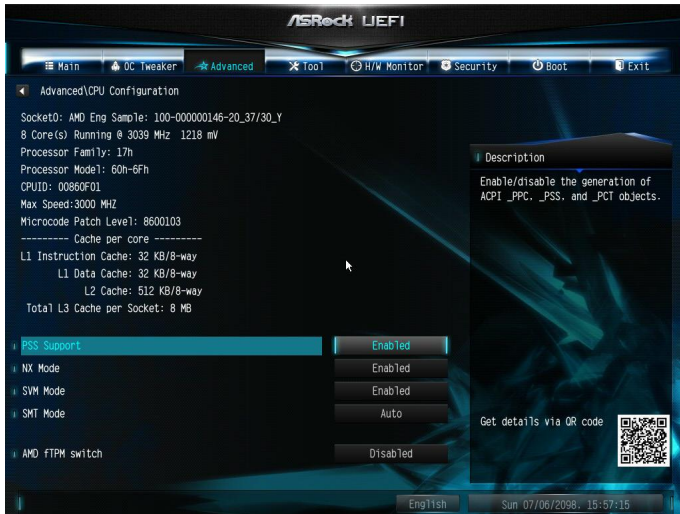 ASRock UEFI
Main OC Tweaker Advanced Tool H/W Monitor Security Boot Exit
Advanced\CPU Configuration
Socket0: AMD Eng Sample: 100-000000146-20_37/30_Y
8 Core(s) Running @ 3039 MHz 1218 mV
Processor Family: 17h
Processor Model: 60h-6Fh
CPUID: 00860F01
Max Speed:3000 MHZ
Microcode Patch Level: 8600103
--------- Cache per core ---------
L1 Instruction Cache: 32 KB/8-way
L1 Data Cache: 32 KB/8-way
L2 Cache: 512 KB/8-way
Total L3 Cache per Socket: 8 MB
PSS Support Enabled
NX Mode Enabled
SVM Mode Enabled
SMT Mode Auto
AMD fTPM switch Disabled
Description
Enable/disable the generation of
ACPI _PPC, _PSS, and _PCT objects.
Get details via QR code
English
Sun 07/06/2098, 15:57:15